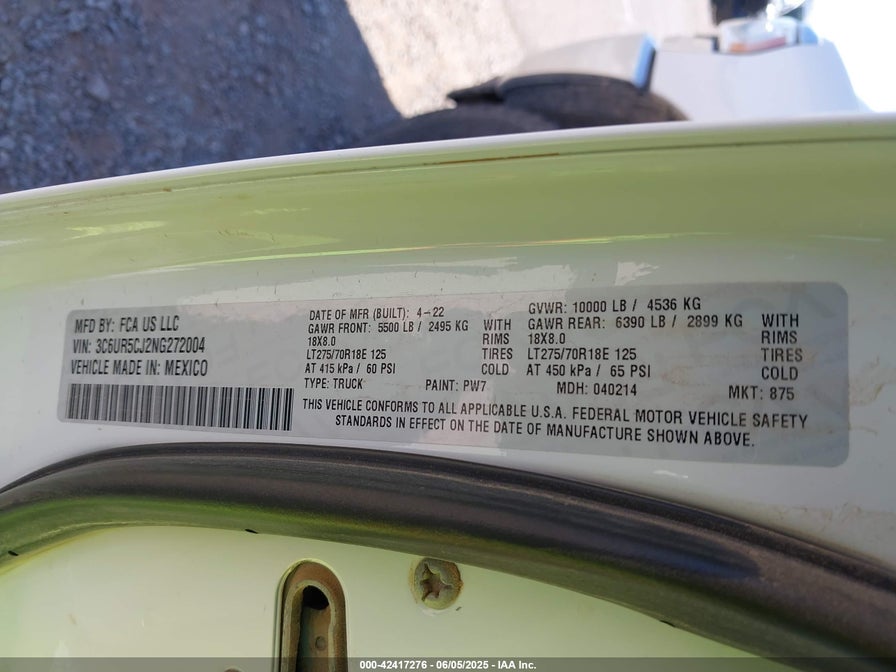 MFD BY: FCA US LLC
VIN: 3C6UR5CJ2NG272004
VEHICLE MADE IN: MEXICO
DATE OF MFR (BUILT): 4-22 GVWR: 10000 LB / 4536 KG
GAWR FRONT: 5500 LB / 2495 KG WITH GAWR REAR: 6390 LB / 2899 KG WITH
18X8.0 RIMS 18X8.0 RIMS
LT275/70R18E 125 TIRES LT275/70R18E 125 TIRES
AT 415 kPa / 60 PSI COLD AT 450 kPa / 65 PSI COLD
TYPE: TRUCK PAINT: PW7 MDH: 040214 MKT: 875
THIS VEHICLE CONFORMS TO ALL APPLICABLE U.S.A. FEDERAL MOTOR VEHICLE SAFETY
STANDARDS IN EFFECT ON THE DATE OF MANUFACTURE SHOWN ABOVE.
000-42417276 - 06/05/2025 - IAA Inc.